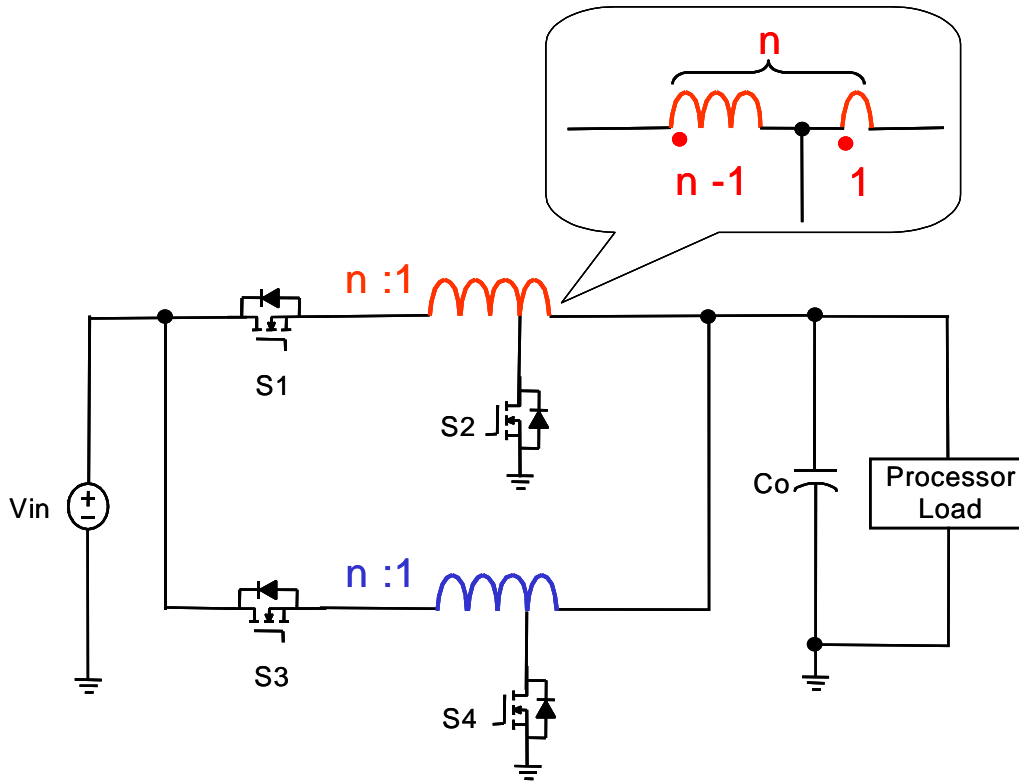 n
n -1
1
n :1
S1
S2
Vin
+
−
Co
Processor
Load
n :1
S3
S4